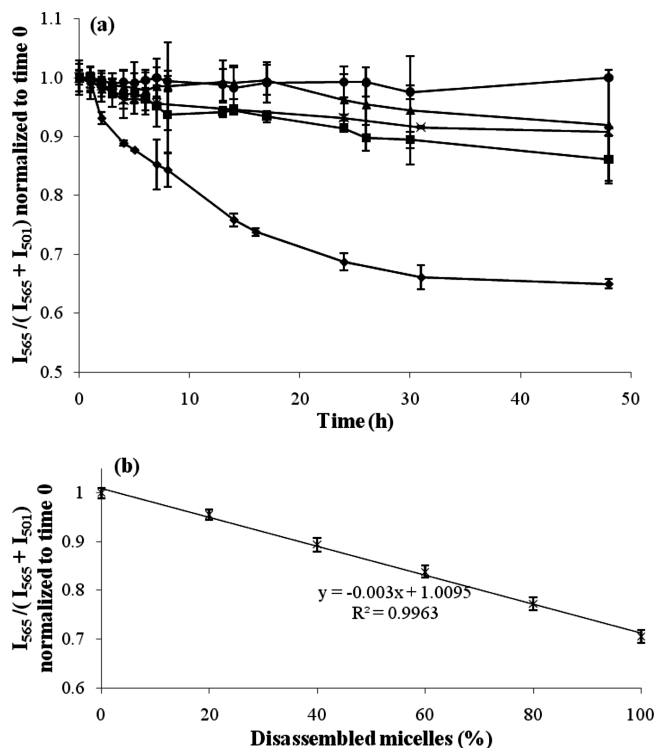 (a)
I565 /( I565 + I501) normalized to time 0
1.1
1.0
0.9
0.8
0.7
0.6
0.5
0 10 20 30 40 50
Time (h)
(b)
I565 /( I565 + I501)
normalized to time 0
1
0.9
0.8
0.7
0.6
y = -0.003x + 1.0095
R² = 0.9963
0 20 40 60 80 100
Disassembled micelles (%)